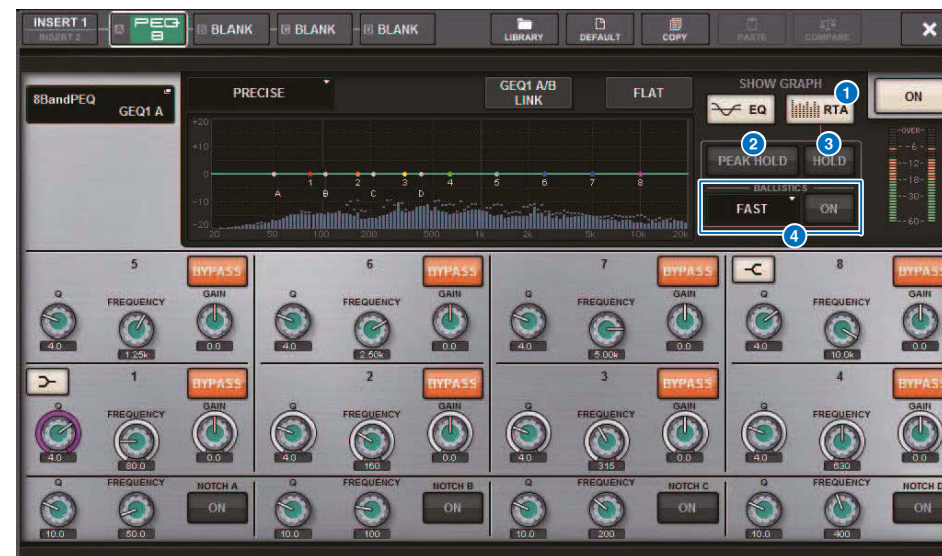 INSERT 1
INSERT 2
A PEQ 8
B BLANK
C BLANK
D BLANK
LIBRARY
DEFAULT
COPY
PASTE
COMPARE
×
8BandPEQ
GEQ1 A
PRECISE
GEQ1 A/B
LINK
FLAT
SHOW GRAPH
EQ
RTA
1
ON
2
3
PEAK HOLD
HOLD
BALLISTICS
FAST
ON
4
-OVER-
-6-
-12-
-18-
-30-
-60-
+20
+10
0
-10
-20
1 2 3 4 5 6 7 8
A B C D
20 50 100 200 500 1k 2k 5k 10k 20k
5 BYPASS 6 BYPASS 7 BYPASS 8 BYPASS
Q FREQUENCY GAIN Q FREQUENCY GAIN Q FREQUENCY GAIN Q FREQUENCY GAIN
4.0 1.25k 0.0 4.0 2.50k 0.0 4.0 5.00k 0.0 4.0 10.0k 0.0
1 BYPASS 2 BYPASS 3 BYPASS 4 BYPASS
Q FREQUENCY GAIN Q FREQUENCY GAIN Q FREQUENCY GAIN Q FREQUENCY GAIN
4.0 80.0 0.0 4.0 160 0.0 4.0 315 0.0 4.0 630 0.0
Q FREQUENCY NOTCH A Q FREQUENCY NOTCH B Q FREQUENCY NOTCH C Q FREQUENCY NOTCH D
ON ON ON ON
10.0 50.0 10.0 100 10.0 200 10.0 400